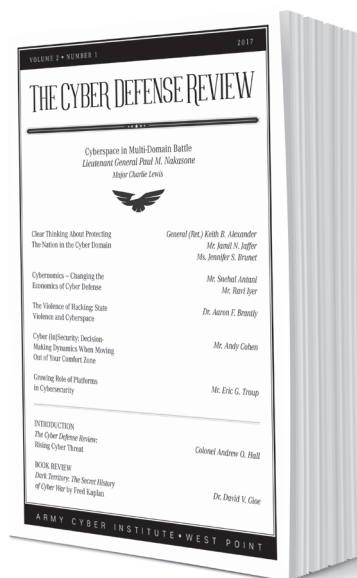 VOLUME 2 • NUMBER 1
2017
THE CYBER DEFENSE REVIEW
Cyberspace in Multi-Domain Battle
Lieutenant General Paul M. Nakasone
Major Charlie Lewis
Clear Thinking About Protecting
The Nation in the Cyber Domain
General (Ret.) Keith B. Alexander
Mr. Jamil N. Jaffer
Ms. Jennifer S. Brunet
Cybernomics – Changing the
Economics of Cyber Defense
Mr. Snehal Antani
Mr. Ravi Iyer
The Violence of Hacking: State
Violence and Cyberspace
Dr. Aaron F. Brantly
Cyber (In)Security: Decision-
Making Dynamics When Moving
Out of Your Comfort Zone
Mr. Andy Cohen
Growing Role of Platforms
in Cybersecurity
Mr. Eric G. Troup
INTRODUCTION
The Cyber Defense Review:
Rising Cyber Threat
Colonel Andrew O. Hall
BOOK REVIEW
Dark Territory: The Secret History
of Cyber War by Fred Kaplan
Dr. David V. Gioe
ARMY CYBER INSTITUTE • WEST POINT